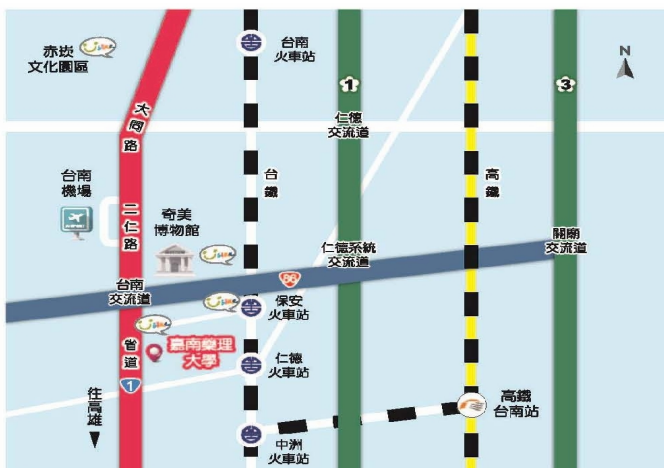 赤崁
文化園區
台南
火車站
N
1
3
大同路
仁德
交流道
台南
機場
台鐵
高鐵
二仁路
奇美
博物館
仁德系統
交流道
關廟
交流道
86
台南
交流道
保安
火車站
省道
嘉南藥理
大學
仁德
火車站
1
往高雄
高鐵
台南站
中洲
火車站